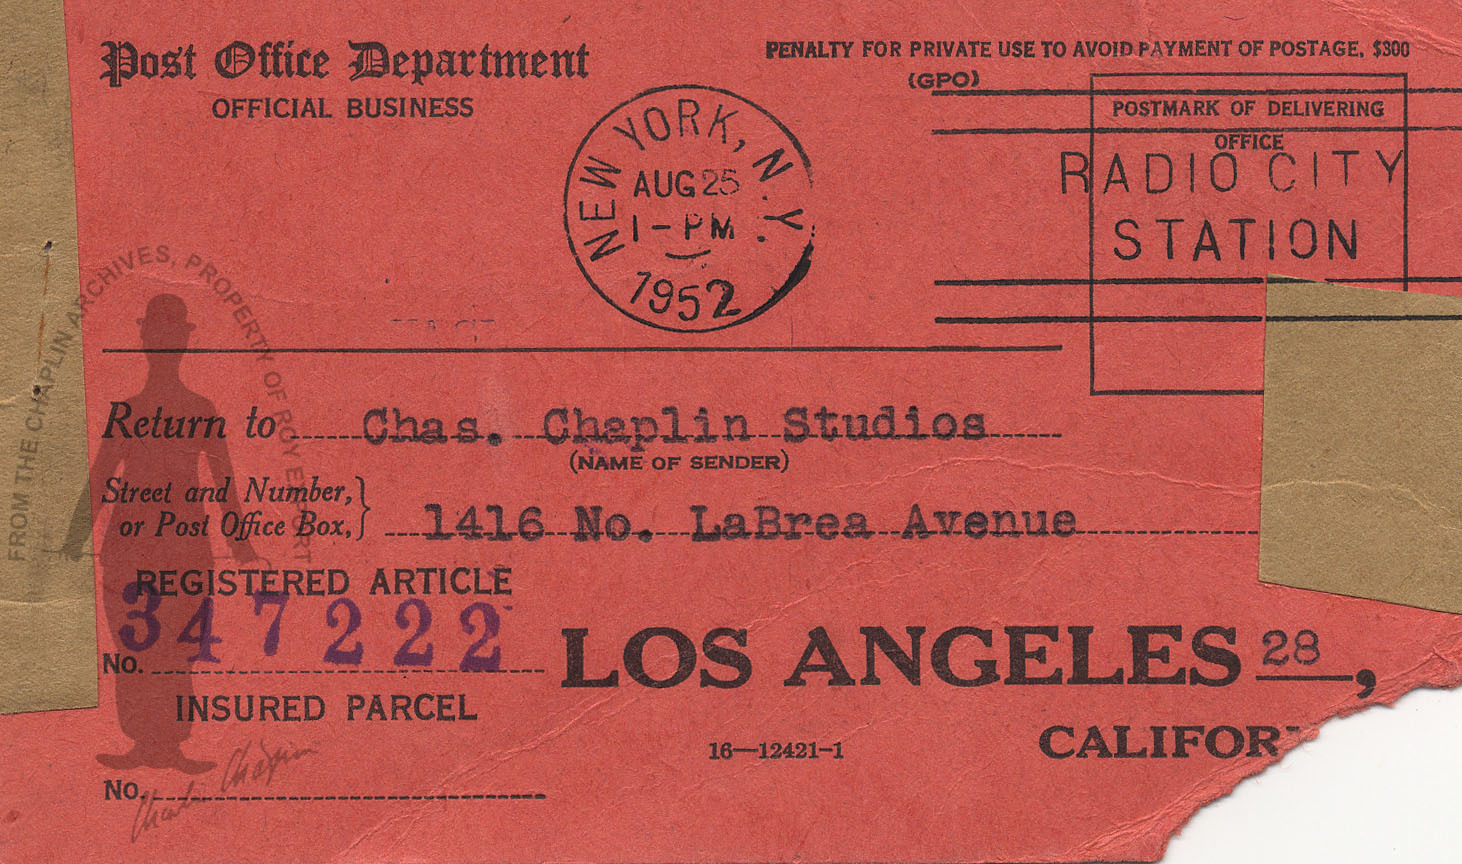 Post Office Department
OFFICIAL BUSINESS
PENALTY FOR PRIVATE USE TO AVOID PAYMENT OF POSTAGE, $300
(GPO)
POSTMARK OF DELIVERING
OFFICE
NEW YORK, N.Y.
AUG 25
1-PM
1952
RADIO CITY
STATION
Return to Chas. Chaplin Studios
(NAME OF SENDER)
Street and Number,
or Post Office Box,} 1416 No. LaBrea Avenue
REGISTERED ARTICLE
No. 347222
INSURED PARCEL
No.
LOS ANGELES 28,
CALIFOR
16—12421-1
FROM THE CHAPLIN ARCHIVES, PROPERTY OF ROY EXPORT
Charlie Chaplin